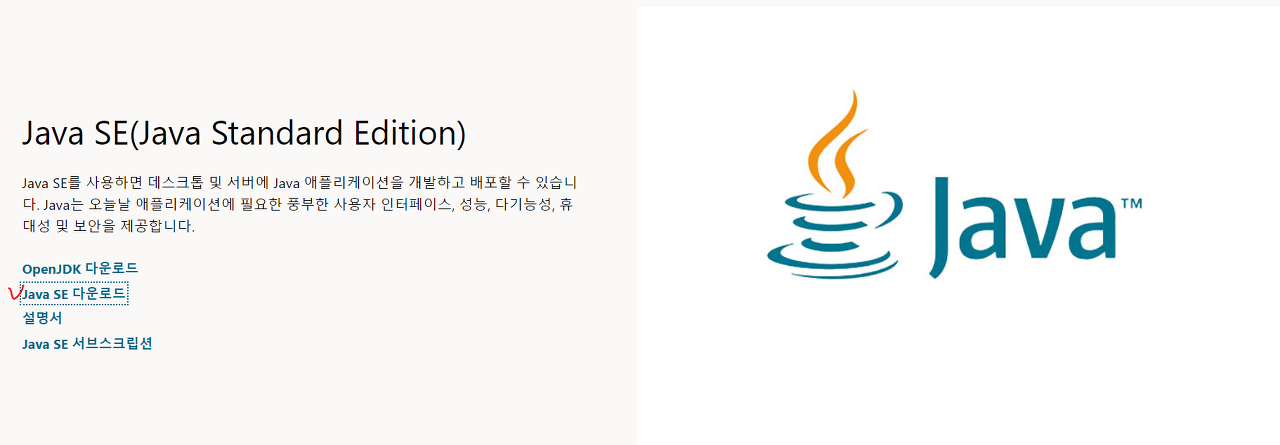 Java SE(Java Standard Edition)
Java SE를 사용하면 데스크톱 및 서버에 Java 애플리케이션을 개발하고 배포할 수 있습니
다. Java는 오늘날 애플리케이션에 필요한 풍부한 사용자 인터페이스, 성능, 다기능성, 휴
대성 및 보안을 제공합니다.
OpenJDK 다운로드
Java SE 다운로드
설명서
Java SE 서브스크립션
Java™